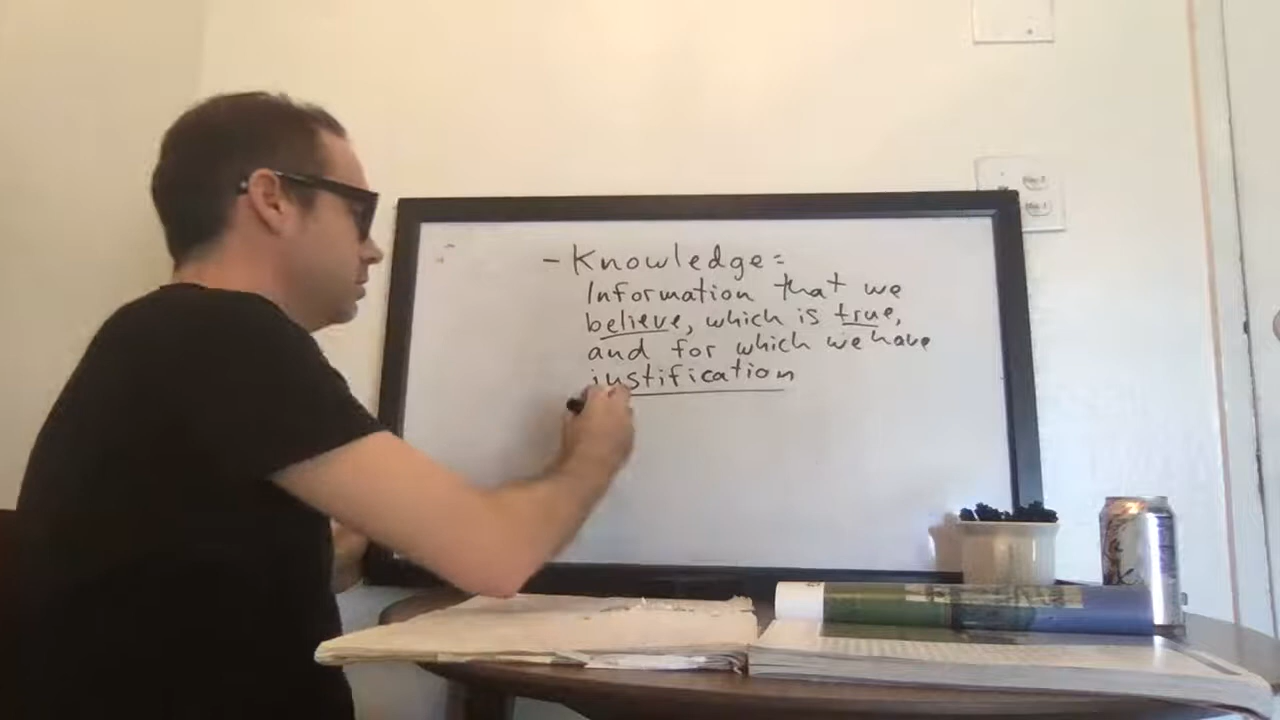 - Knowledge:
Information that we
believe, which is true,
and for which we have
justification